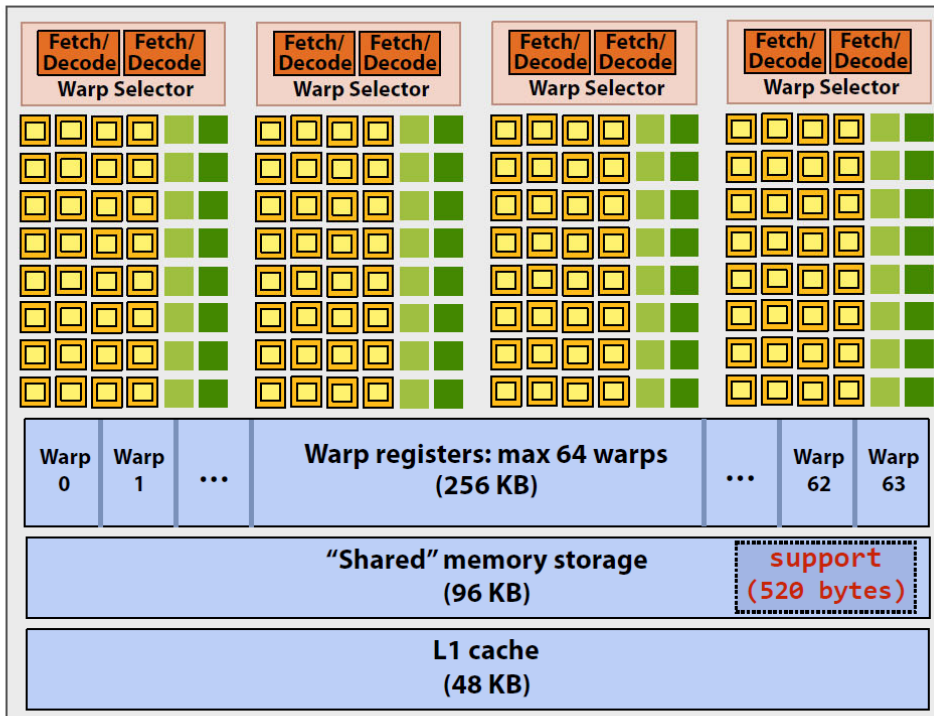 Fetch/ Decode
Fetch/ Decode
Warp Selector
Fetch/ Decode
Fetch/ Decode
Warp Selector
Fetch/ Decode
Fetch/ Decode
Warp Selector
Fetch/ Decode
Fetch/ Decode
Warp Selector
Warp 0
Warp 1
...
Warp registers: max 64 warps
(256 KB)
...
Warp 62
Warp 63
“Shared” memory storage
(96 KB)
support
(520 bytes)
L1 cache
(48 KB)